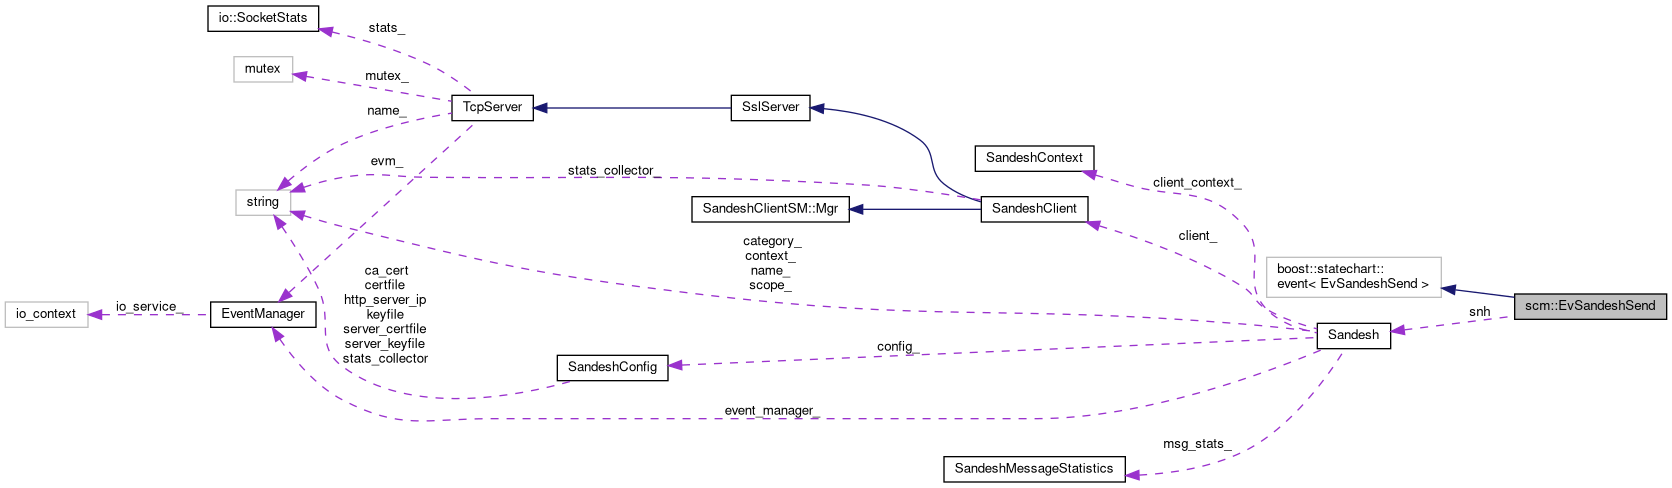 io::SocketStats
stats_
mutex
mutex_
TcpServer
SslServer
name_
SandeshContext
evm_
stats_collector_
client_context_
string
SandeshClientSM::Mgr
SandeshClient
client_
category_
context_
name_
scope_
boost::statechart::
event< EvSandeshSend >
scm::EvSandeshSend
snh
ca_cert
certfile
http_server_ip
keyfile
server_certfile
server_keyfile
stats_collector
io_context
io_service_
EventManager
Sandesh
config_
SandeshConfig
event_manager_
msg_stats_
SandeshMessageStatistics